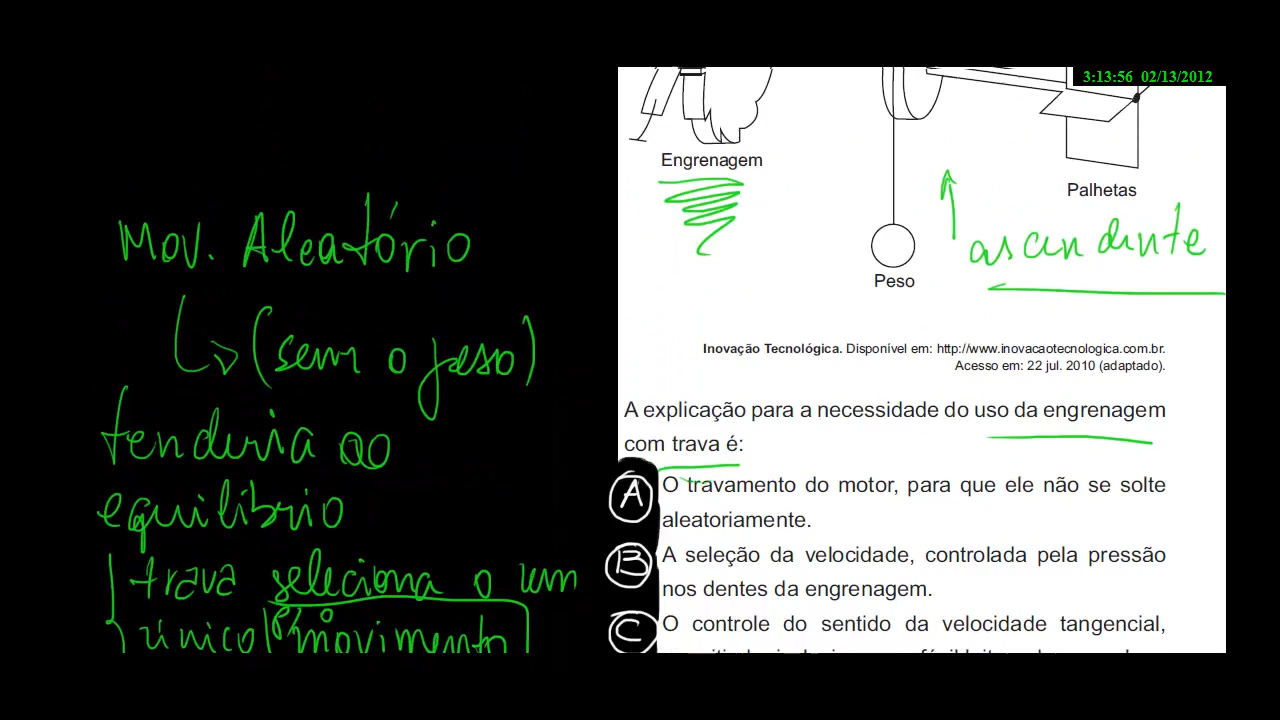 3:13:56 02/13/2012
Engrenagem
Palhetas
Mov. Aleatório
ascendente
Peso
(sem o peso)
Inovação Tecnológica. Disponível em: http://www.inovacaotecnologica.com.br.
Acesso em: 22 jul. 2010 (adaptado).
tenderia ao
equilíbrio
trava seleciona o um
único movimento
A explicação para a necessidade do uso da engrenagem
com trava é:
A O travamento do motor, para que ele não se solte
aleatoriamente.
B A seleção da velocidade, controlada pela pressão
nos dentes da engrenagem.
C O controle do sentido da velocidade tangencial,